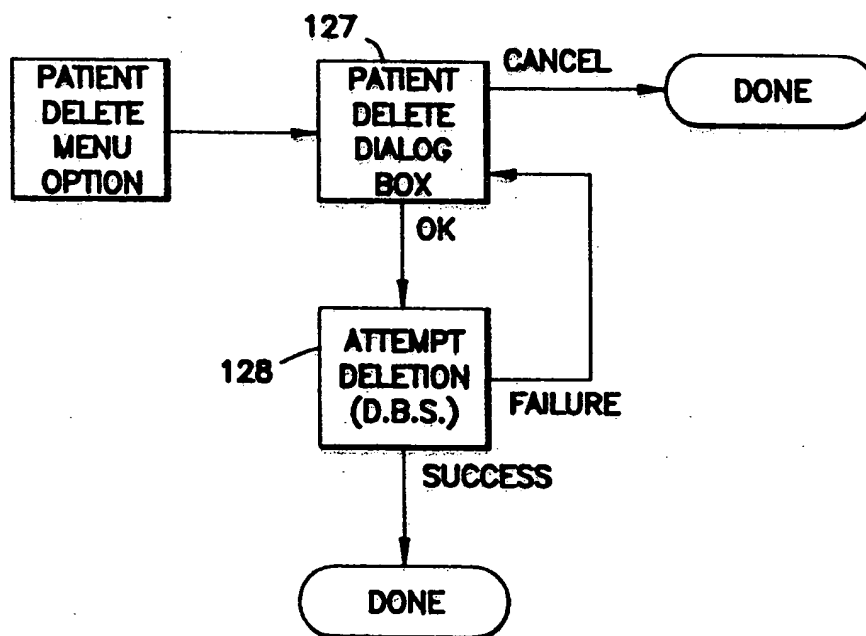 127
PATIENT
DELETE
MENU
OPTION
PATIENT
DELETE
DIALOG
BOX
CANCEL
DONE
OK
128
ATTEMPT
DELETION
(D.B.S.)
FAILURE
SUCCESS
DONE